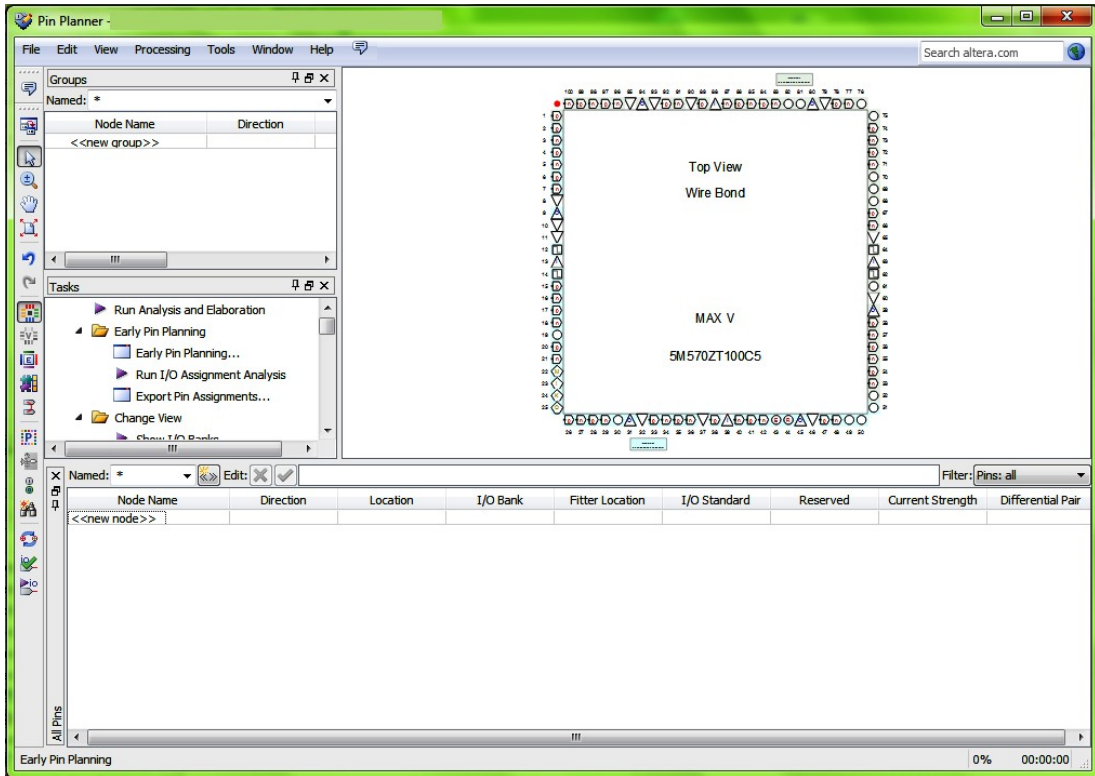 Pin Planner -
File Edit View Processing Tools Window Help
Search altera.com
Groups
Named: *
Node Name Direction
<<new group>>
Tasks
Run Analysis and Elaboration
Early Pin Planning
Early Pin Planning...
Run I/O Assignment Analysis
Export Pin Assignments...
Change View
Show I/O Banks
Top View
Wire Bond
MAX V
5M570ZT100C5
Named: * Edit: Filter: Pins: all
Node Name Direction Location I/O Bank Fitter Location I/O Standard Reserved Current Strength Differential Pair
<<new node>>
All Pins
Early Pin Planning 0% 00:00:00